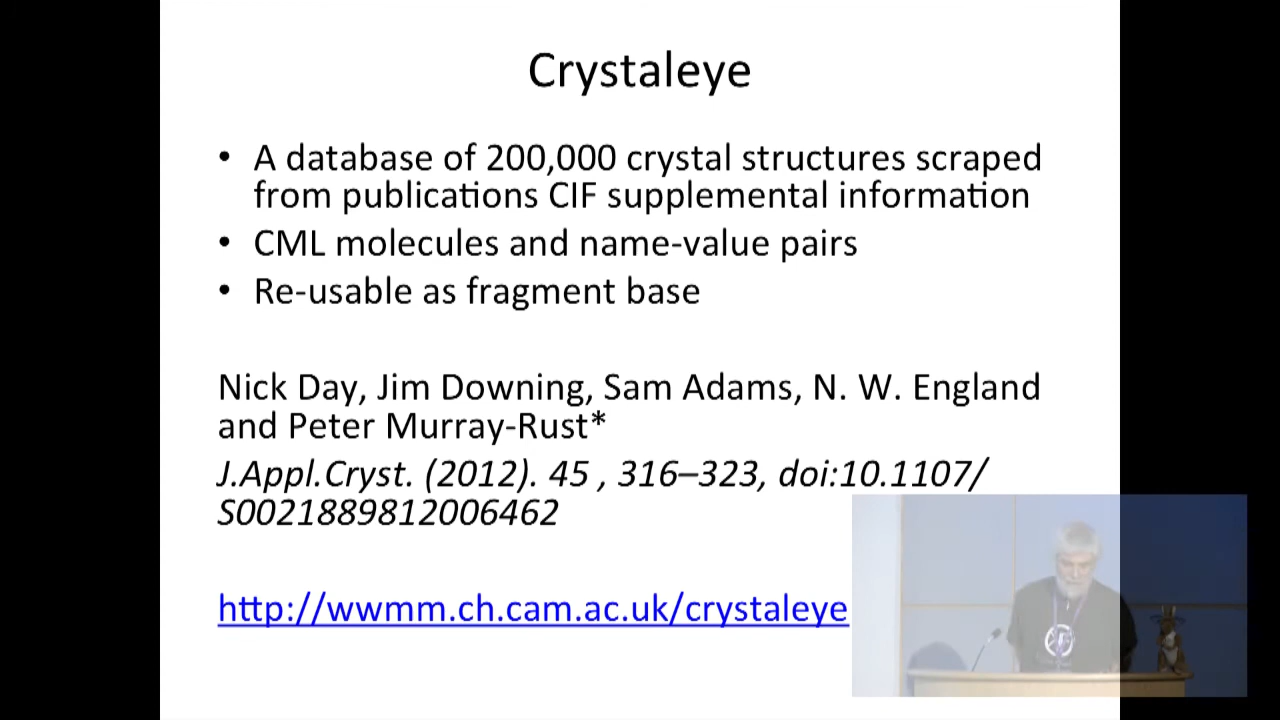 Crystaleye
• A database of 200,000 crystal structures scraped
from publications CIF supplemental information
• CML molecules and name-value pairs
• Re-usable as fragment base
Nick Day, Jim Downing, Sam Adams, N. W. England
and Peter Murray-Rust*
J.Appl.Cryst. (2012). 45 , 316–323, doi:10.1107/
S0021889812006462
http://wwmm.ch.cam.ac.uk/crystaleye